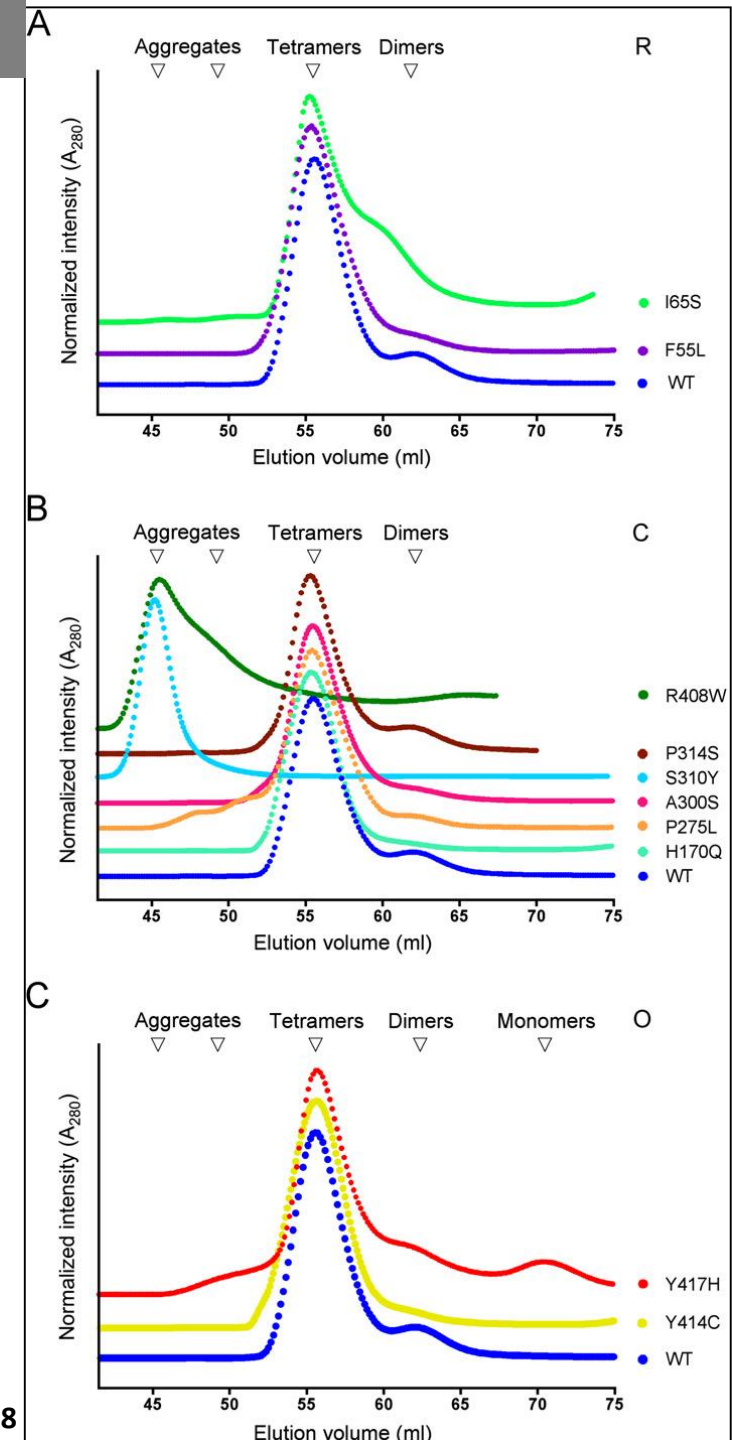 A
Aggregates Tetramers Dimers R
Normalized intensity (A280)
I65S
F55L
WT
45 50 55 60 65 70 75
Elution volume (ml)
B
Aggregates Tetramers Dimers C
Normalized intensity (A280)
R408W
P314S
S310Y
A300S
P275L
H170Q
WT
45 50 55 60 65 70 75
Elution volume (ml)
C
Aggregates Tetramers Dimers Monomers O
Normalized intensity (A280)
Y417H
Y414C
WT
45 50 55 60 65 70 75
8
Elution volume (ml)